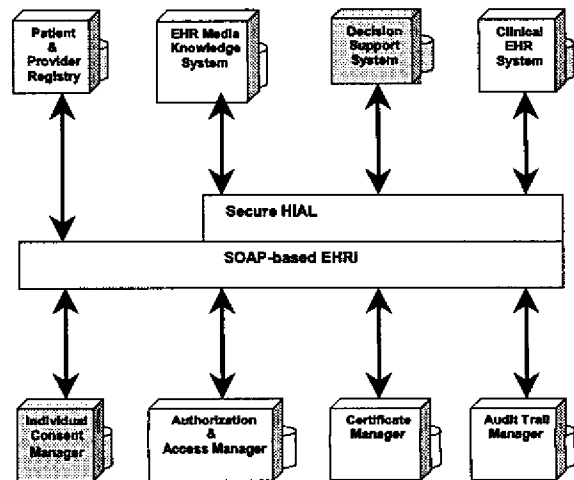 Patient
&
Provider
Registry
EHR Media
Knowledge
System
Decision
Support
System
Clinical
EHR
System
Secure HIAL
SOAP-based EHRi
Individual
Consent
Manager
Authorization
&
Access Manager
Certificate
Manager
Audit Trail
Manager